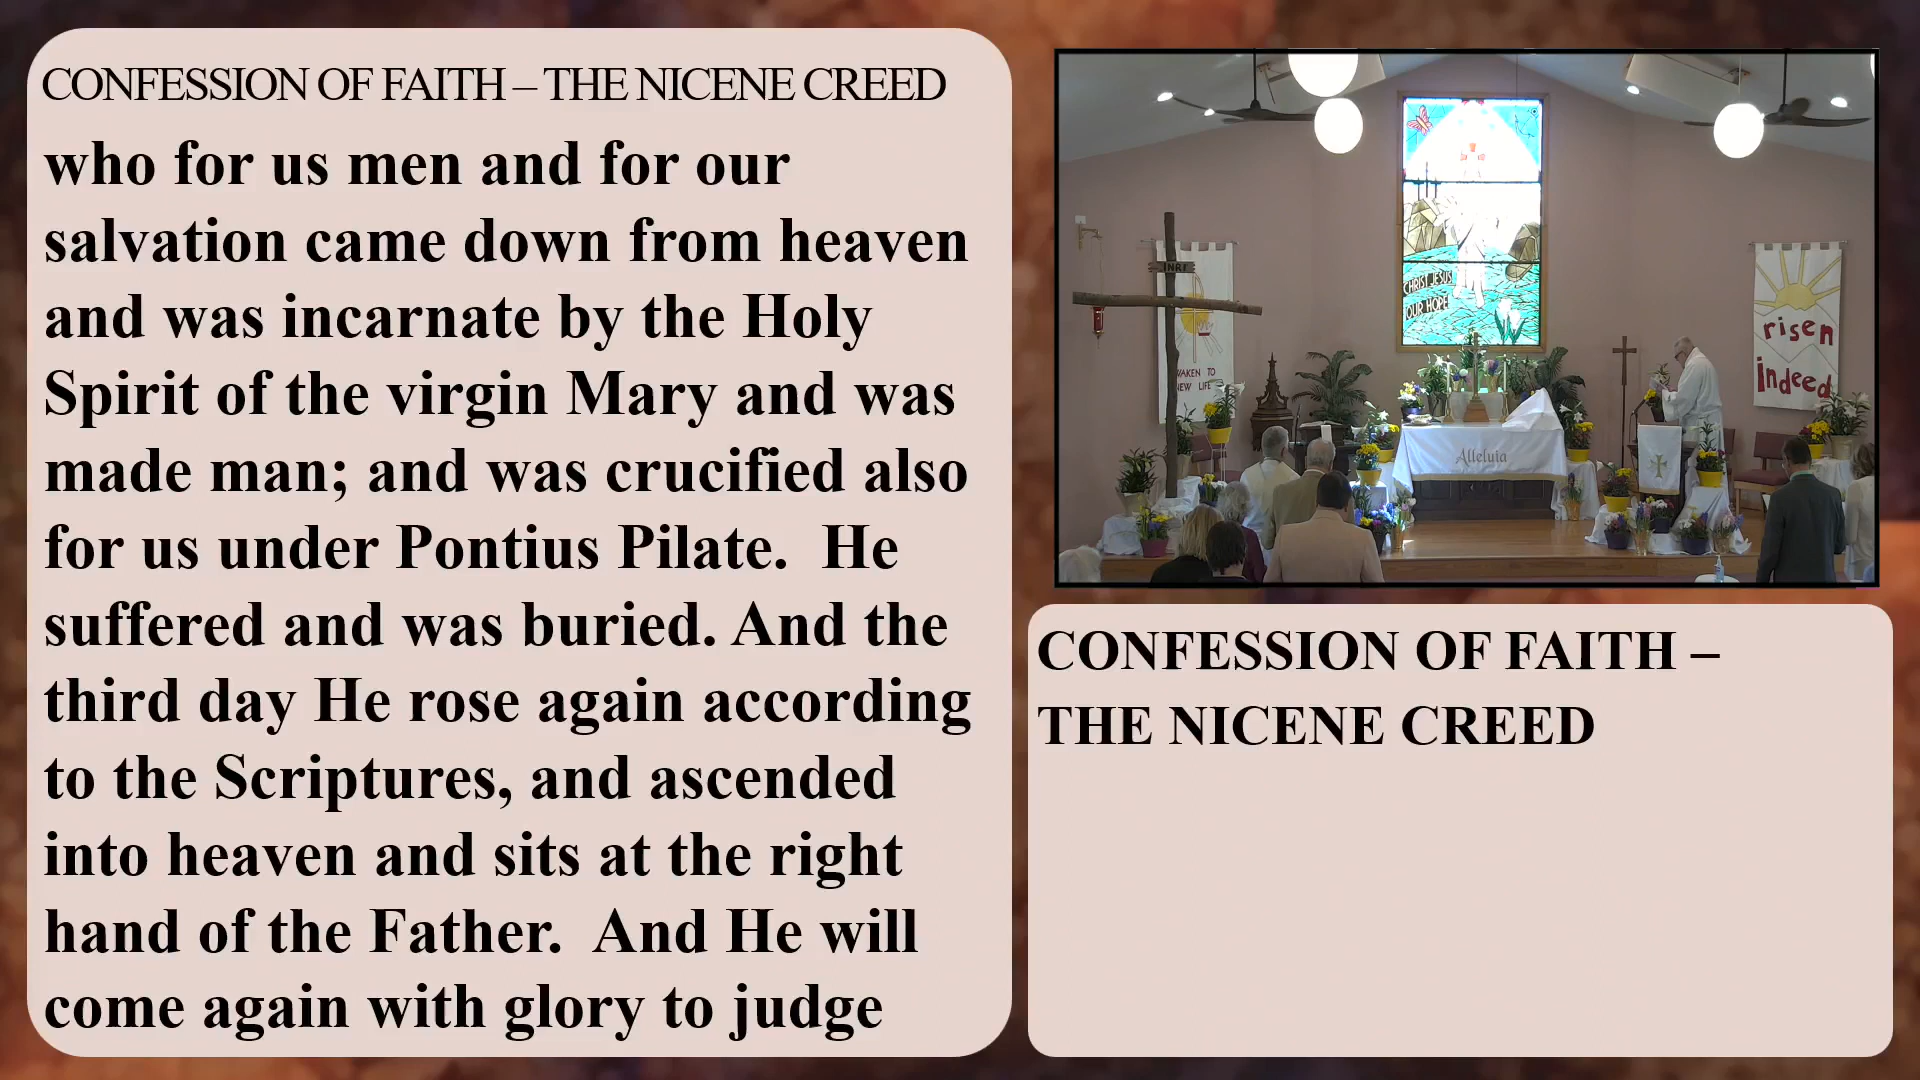 CONFESSION OF FAITH – THE NICENE CREED
who for us men and for our
salvation came down from heaven
and was incarnate by the Holy
Spirit of the virgin Mary and was
made man; and was crucified also
for us under Pontius Pilate.  He
suffered and was buried. And the
third day He rose again according
to the Scriptures, and ascended
into heaven and sits at the right
hand of the Father.  And He will
come again with glory to judge
INRI
CHRIST JESUS
OUR HOPE
AWAKEN TO
NEW LIFE
Alleluia
risen
indeed
CONFESSION OF FAITH –
THE NICENE CREED